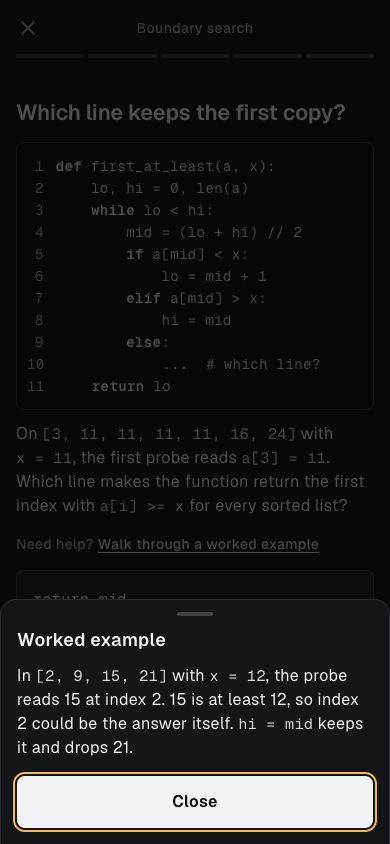 Boundary search
Which line keeps the first copy?
1 def first_at_least(a, x):
2     lo, hi = 0, len(a)
3     while lo < hi:
4         mid = (lo + hi) // 2
5         if a[mid] < x:
6             lo = mid + 1
7         elif a[mid] > x:
8             hi = mid
9         else:
10             ...  # which line?
11     return lo
On [3, 11, 11, 11, 11, 16, 24] with
x = 11, the first probe reads a[3] = 11.
Which line makes the function return the first
index with a[i] >= x for every sorted list?
Need help? Walk through a worked example
return mid
Worked example
In [2, 9, 15, 21] with x = 12, the probe
reads 15 at index 2. 15 is at least 12, so index
2 could be the answer itself. hi = mid keeps
it and drops 21.
Close